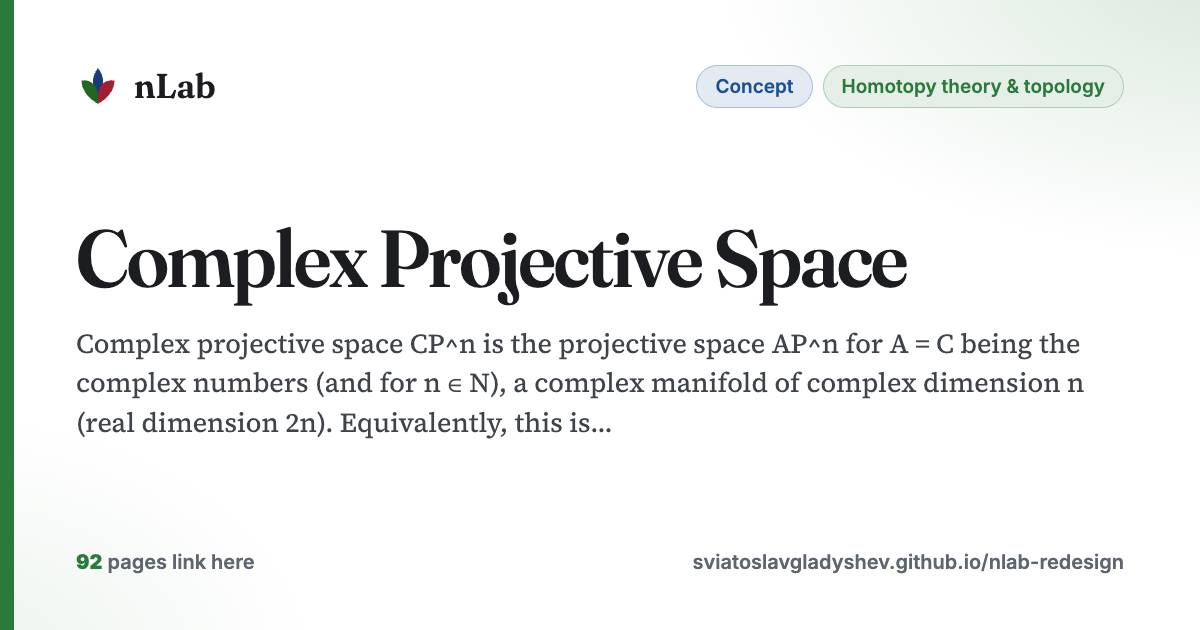 nLab
Concept
Homotopy theory & topology
Complex Projective Space
Complex projective space CP^n is the projective space AP^n for A = C being the
complex numbers (and for n ∈ N), a complex manifold of complex dimension n
(real dimension 2n). Equivalently, this is...
92 pages link here
sviatoslavgladyshev.github.io/nlab-redesign